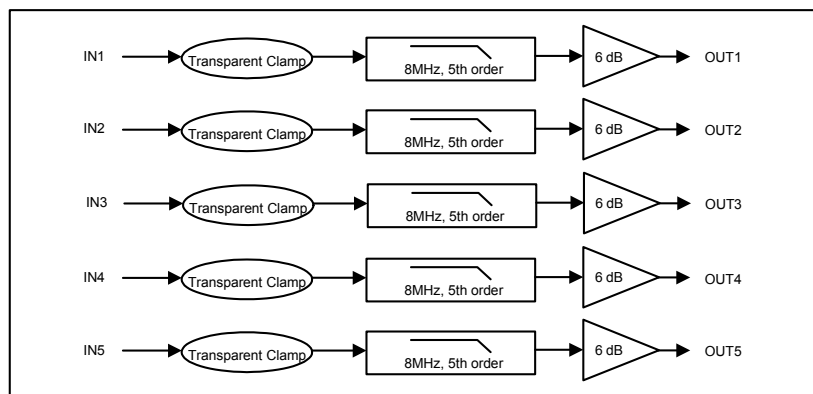 IN1 Transparent Clamp 8MHz, 5th order 6 dB OUT1
IN2 Transparent Clamp 8MHz, 5th order 6 dB OUT2
IN3 Transparent Clamp 8MHz, 5th order 6 dB OUT3
IN4 Transparent Clamp 8MHz, 5th order 6 dB OUT4
IN5 Transparent Clamp 8MHz, 5th order 6 dB OUT5